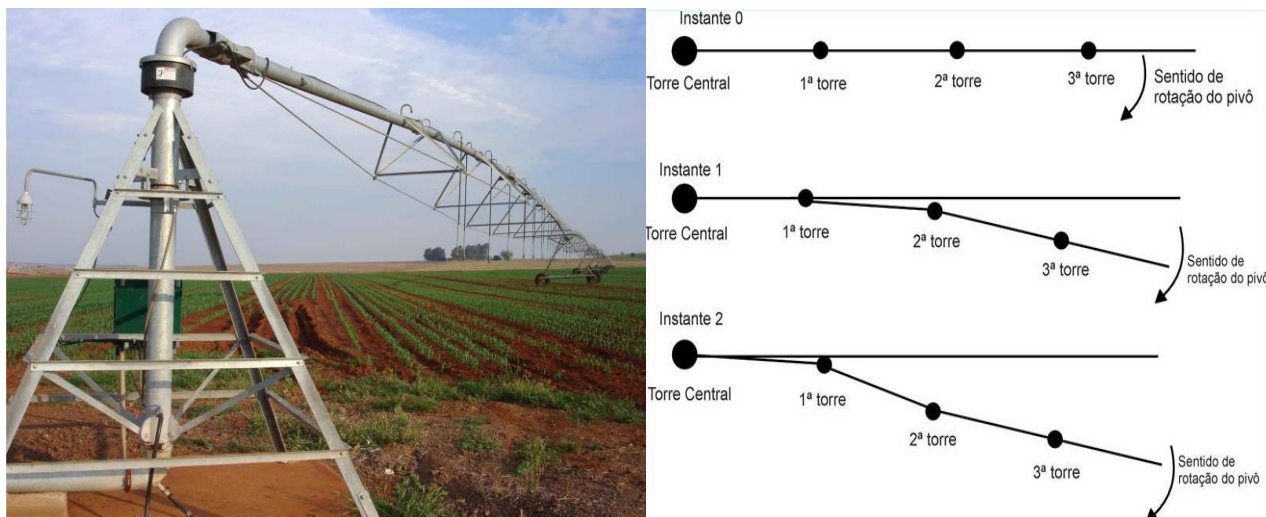 Instante 0
Torre Central
1ª torre
2ª torre
3ª torre
Sentido de
rotação do pivô
Instante 1
Torre Central
1ª torre
2ª torre
3ª torre
Sentido de
rotação do pivô
Instante 2
Torre Central
1ª torre
2ª torre
3ª torre
Sentido de
rotação do pivô